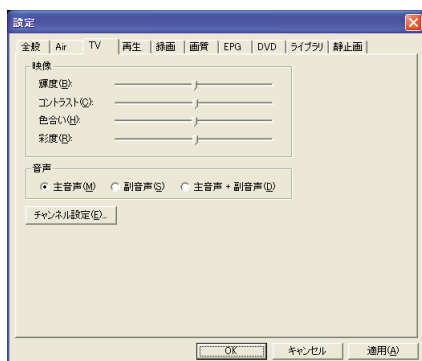 設定
全般 Air TV 再生 録画 画質 EPG DVD ライブラリ 静止画
映像
輝度(B):
コントラスト(C):
色合い(H):
彩度(R):
音声
主音声(M) 副音声(S) 主音声 + 副音声(D)
チャンネル設定(E)...
OK キャンセル 適用(A)